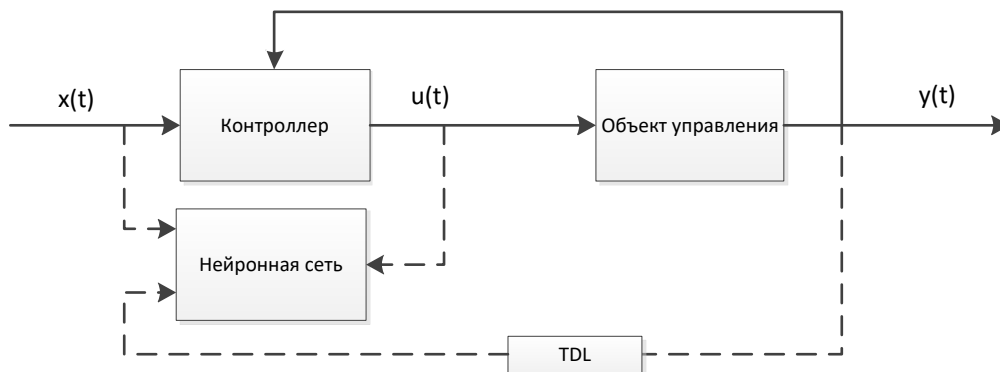 x(t)
Контроллер
u(t)
Объект управления
y(t)
Нейронная сеть
TDL